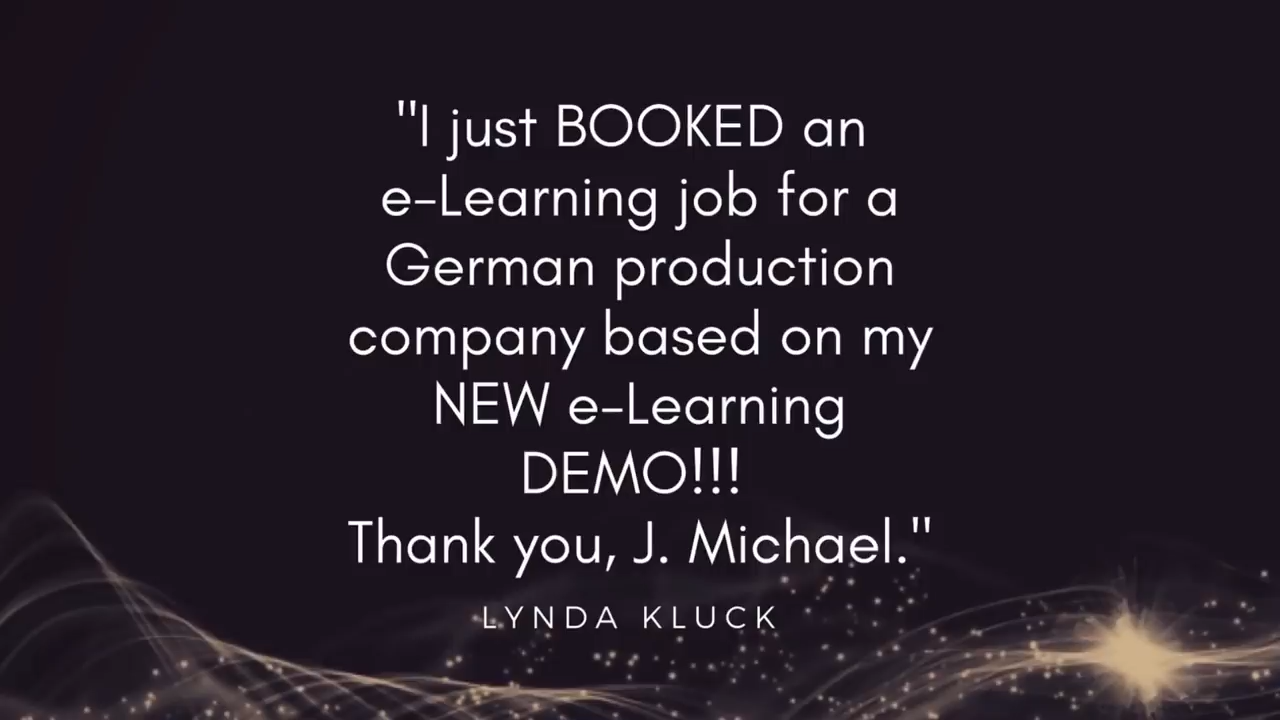 "I just BOOKED an
e-Learning job for a
German production
company based on my
NEW e-Learning
DEMO!!!
Thank you, J. Michael."
LYNDA KLUCK